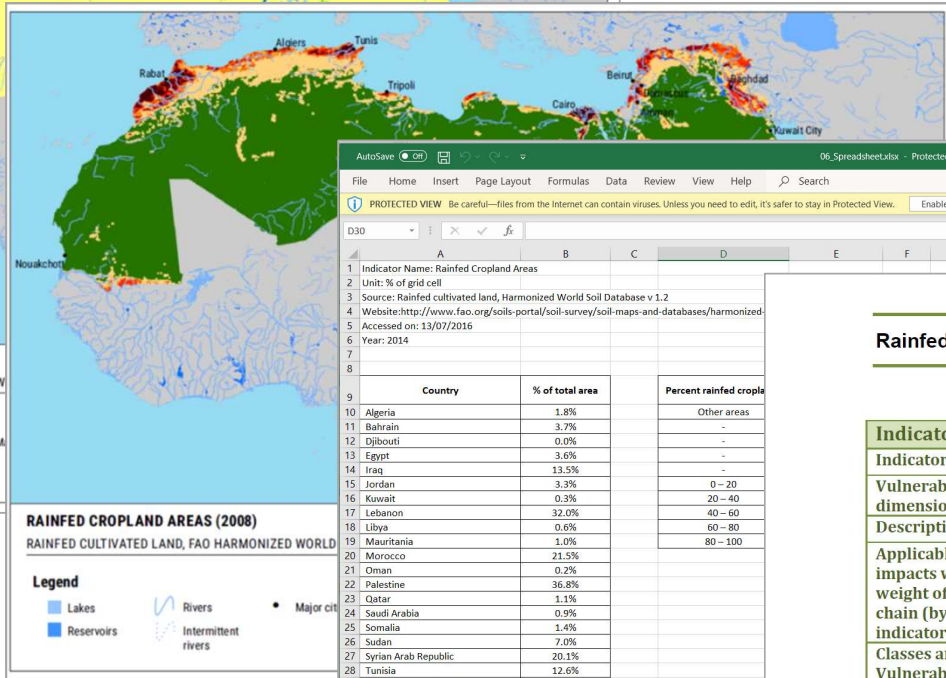 Algiers
Tunis
Rabat
Tripoli
Beirut
Damascus
Baghdad
Cairo
Kuwait City
Nouakchott
RAINFED CROPLAND AREAS (2008)
RAINFED CULTIVATED LAND, FAO HARMONIZED WORLD
Legend
Lakes
Rivers
Major cit
Reservoirs
Intermittent
rivers
AutoSave Off
06_Spreadsheet.xlsx - Protected
File Home Insert Page Layout Formulas Data Review View Help Search
PROTECTED VIEW Be careful—files from the Internet can contain viruses. Unless you need to edit, it's safer to stay in Protected View. Enable
D30 fx
A B C D E F
1 Indicator Name: Rainfed Cropland Areas
2 Unit: % of grid cell
3 Source: Rainfed cultivated land, Harmonized World Soil Database v 1.2
4 Website:http://www.fao.org/soils-portal/soil-survey/soil-maps-and-databases/harmonized-
5 Accessed on: 13/07/2016
6 Year: 2014
7
8
9 Country % of total area Percent rainfed cropla
10 Algeria 1.8% Other areas
11 Bahrain 3.7% -
12 Djibouti 0.0% -
13 Egypt 3.6% -
14 Iraq 13.5% -
15 Jordan 3.3% 0 – 20
16 Kuwait 0.3% 20 – 40
17 Lebanon 32.0% 40 – 60
18 Libya 0.6% 60 – 80
19 Mauritania 1.0% 80 – 100
20 Morocco 21.5%
21 Oman 0.2%
22 Palestine 36.8%
23 Qatar 1.1%
24 Saudi Arabia 0.9%
25 Somalia 1.4%
26 Sudan 7.0%
27 Syrian Arab Republic 20.1%
28 Tunisia 12.6%
Rainfed
Indicato
Indicator
Vulnerab
dimensio
Descripti
Applicabl
impacts w
weight of
chain (by
indicator
Classes a
Vulnerab